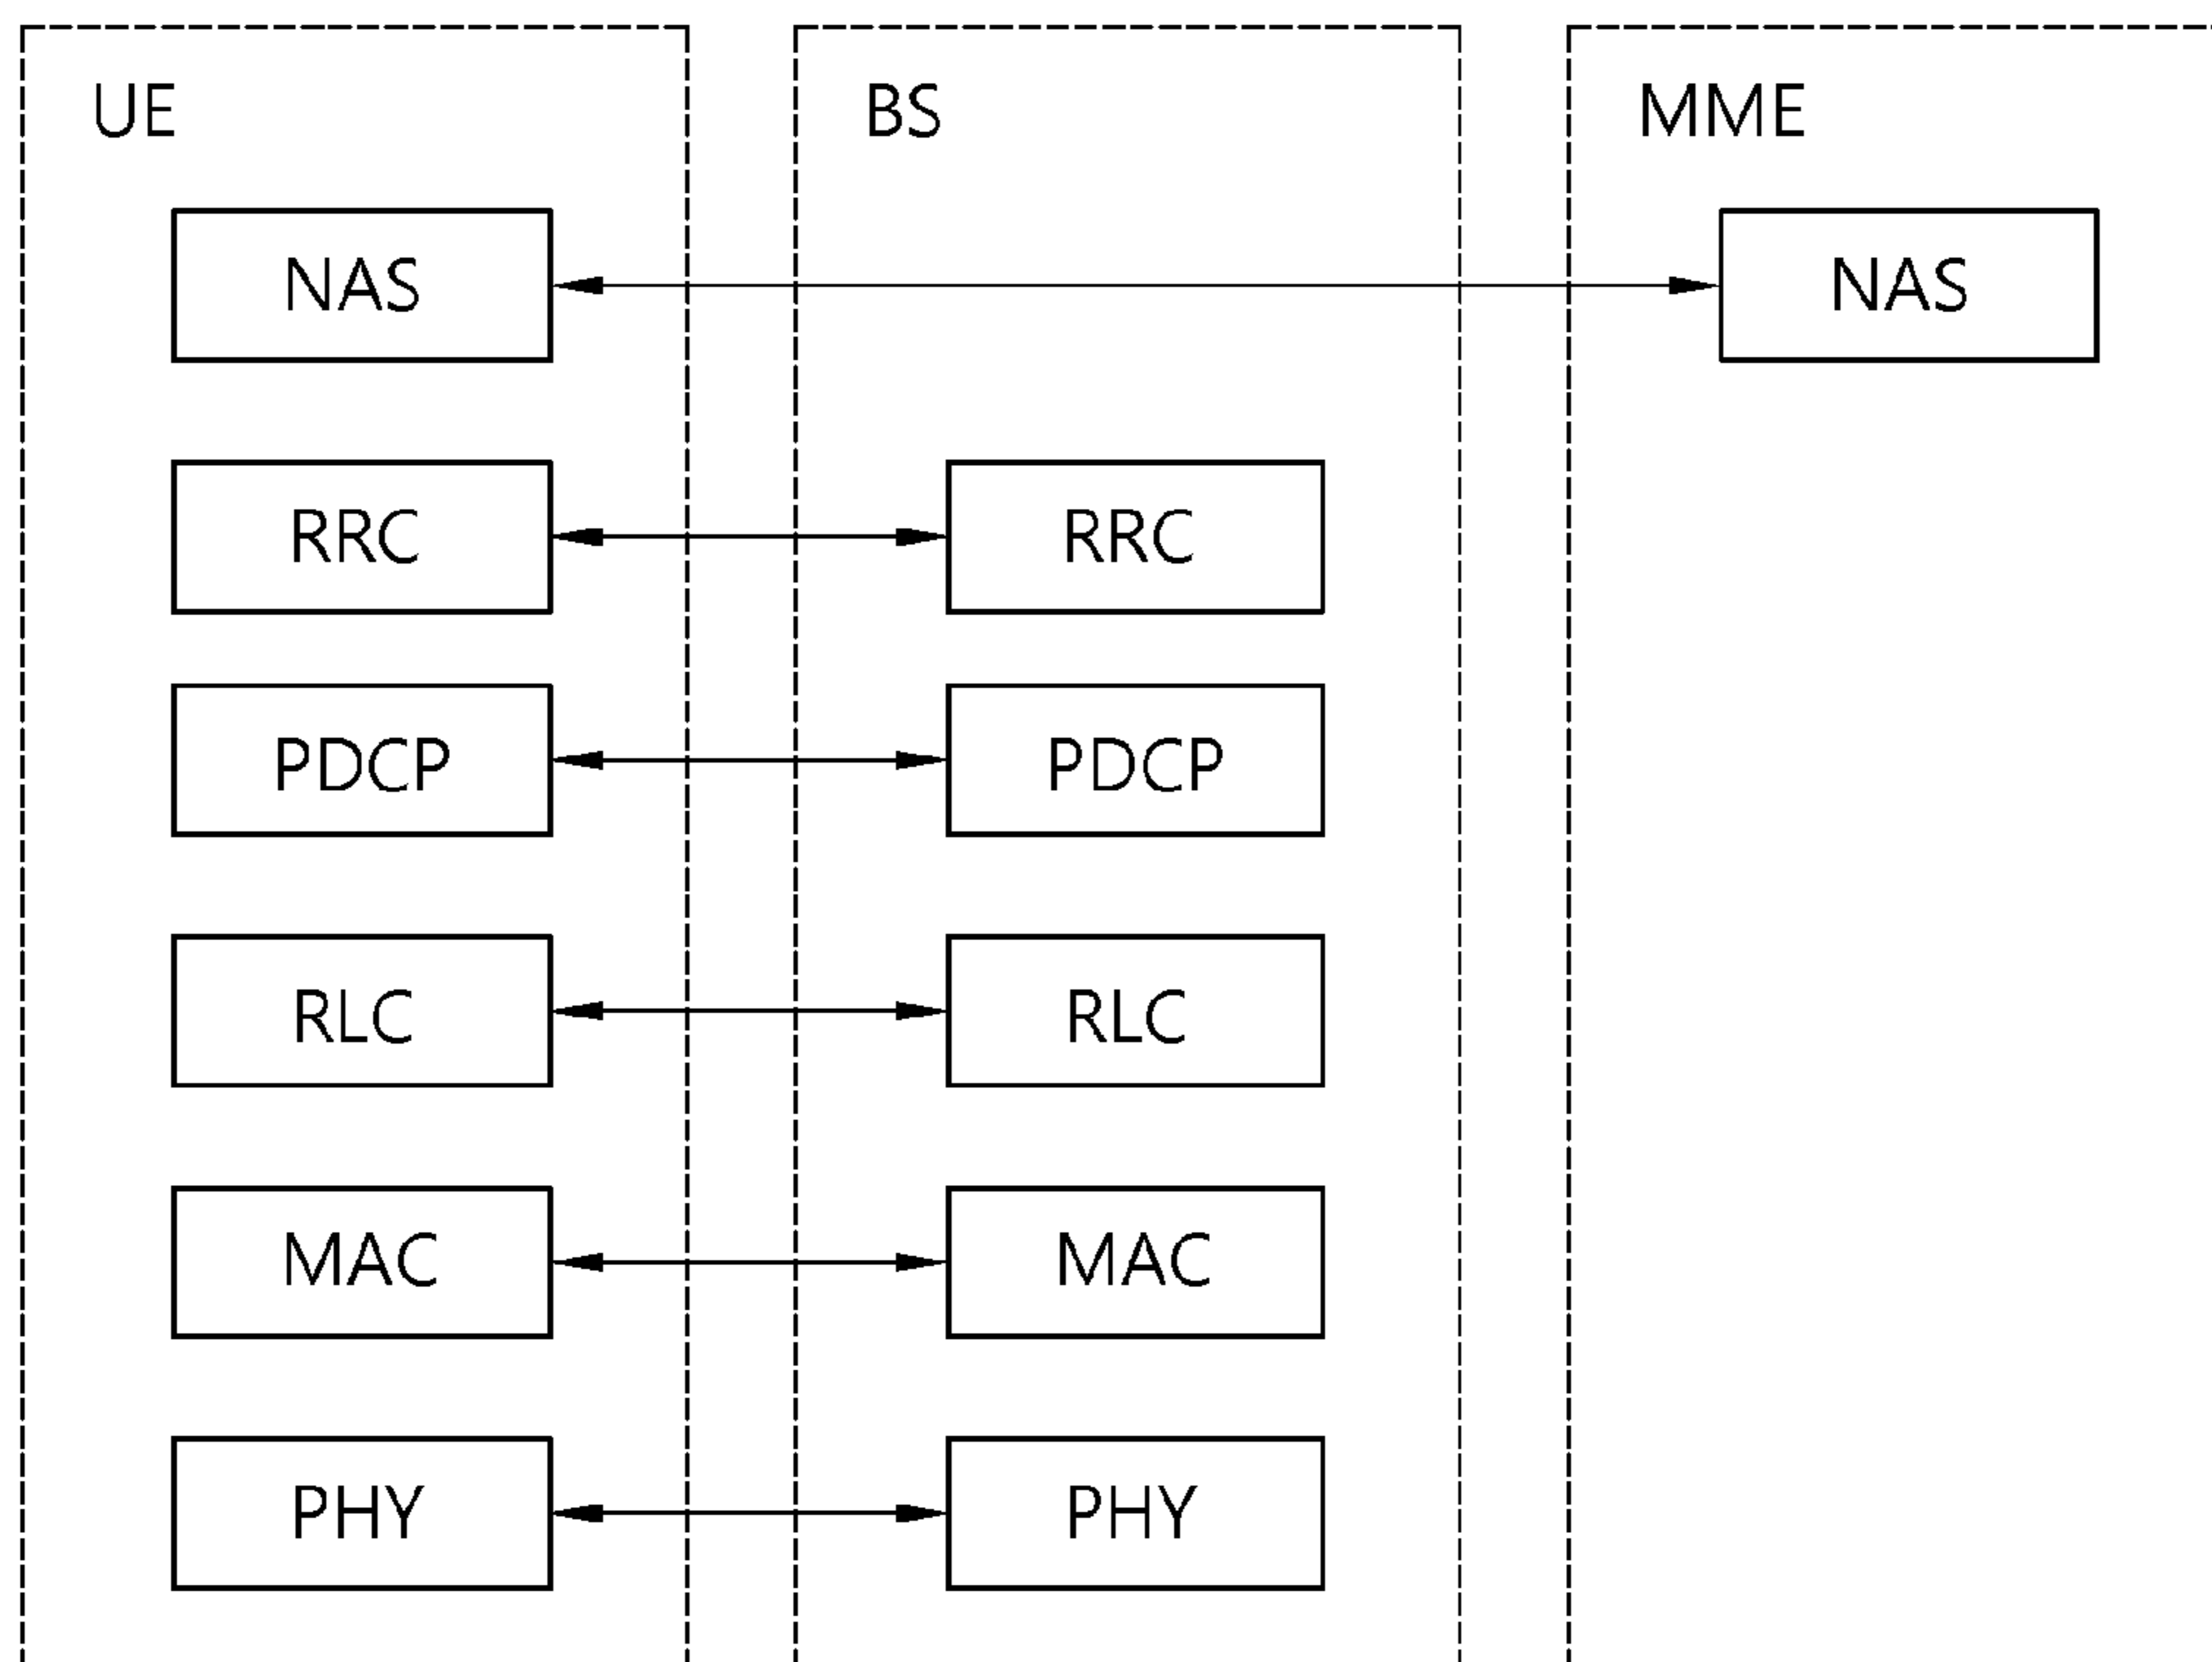 UE
BS
MME
NAS
NAS
RRC
RRC
PDCP
PDCP
RLC
RLC
MAC
MAC
PHY
PHY